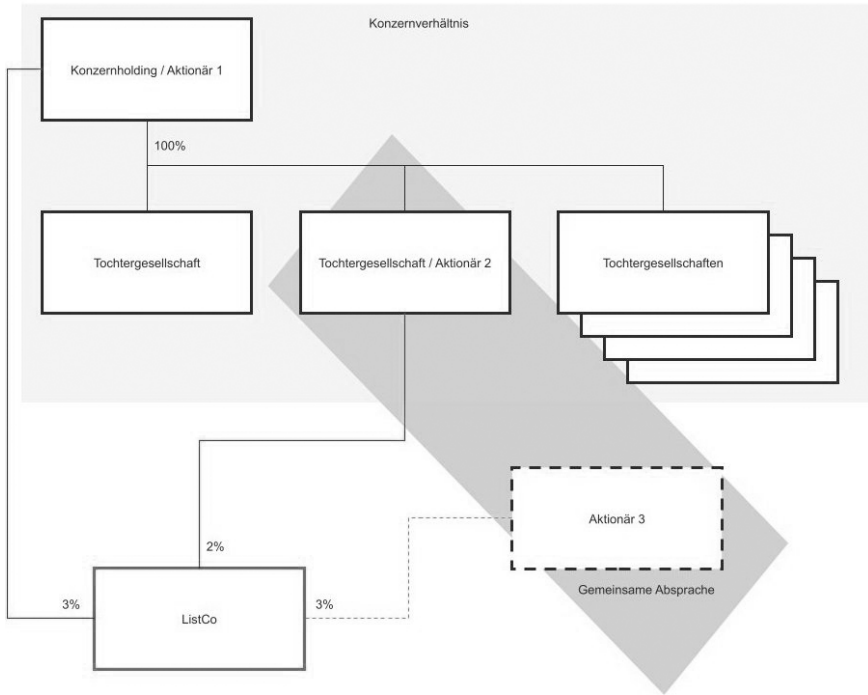 Konzernverhältnis
Konzernholding / Aktionär 1
100%
Tochtergesellschaft
Tochtergesellschaft / Aktionär 2
Tochtergesellschaften
Aktionär 3
2%
Gemeinsame Absprache
3%
ListCo
3%